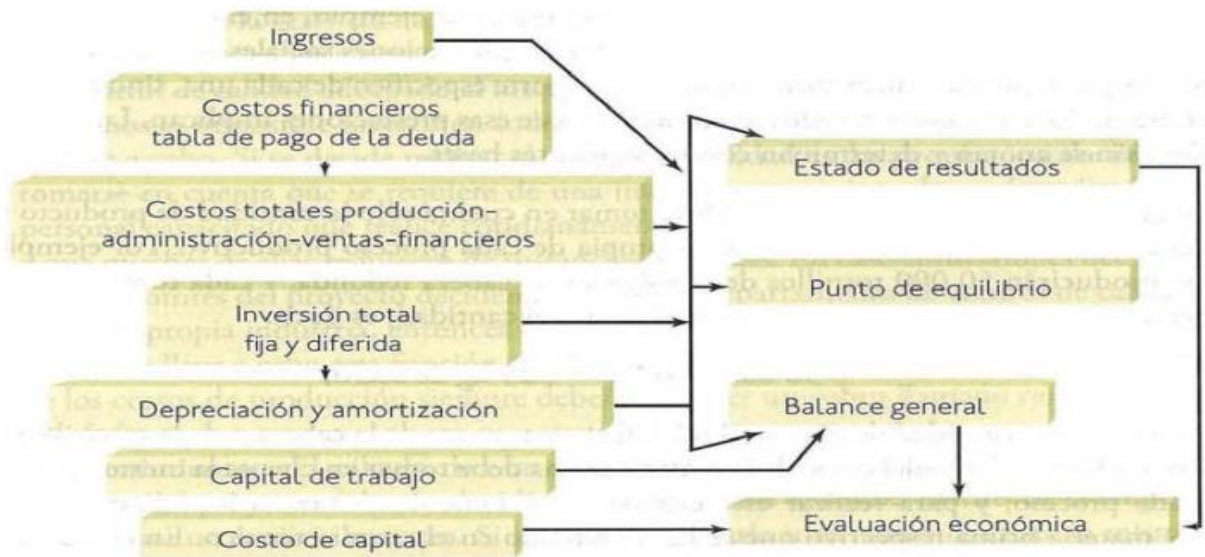 Ingresos
Costos financieros
tabla de pago de la deuda
Costos totales producción-
administración-ventas-financieros
Inversión total
fija y diferida
Depreciación y amortización
Capital de trabajo
Costo de capital
Estado de resultados
Punto de equilibrio
Balance general
Evaluación económica